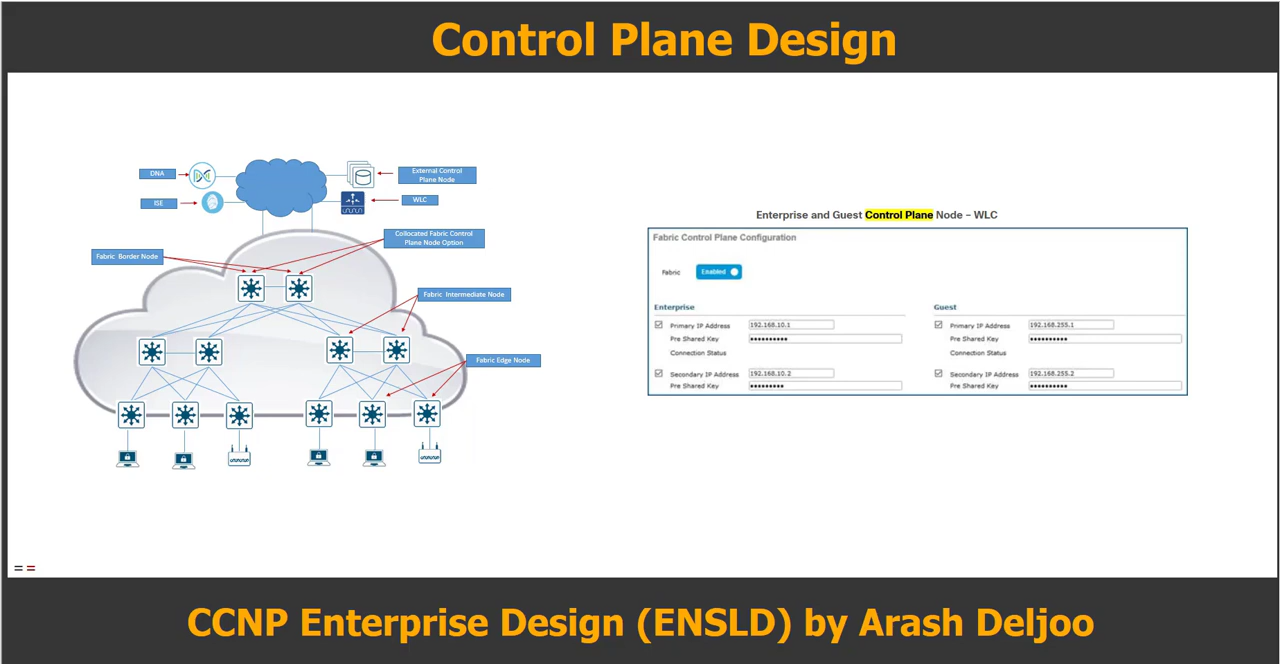 Control Plane Design
DNA
ISE
External Control
Plane Node
WLC
Collocated Fabric Control
Plane Node Option
Fabric Border Node
Fabric Intermediate Node
Fabric Edge Node
Enterprise and Guest Control Plane Node – WLC
Fabric Control Plane Configuration
Fabric Enabled
Enterprise
Primary IP Address 192.168.10.1
Pre Shared Key ••••••••••
Connection Status
Secondary IP Address 192.168.10.2
Pre Shared Key ••••••••••
Guest
Primary IP Address 192.168.255.1
Pre Shared Key ••••••••••
Connection Status
Secondary IP Address 192.168.255.2
Pre Shared Key ••••••••••
CCNP Enterprise Design (ENSLD) by Arash Deljoo